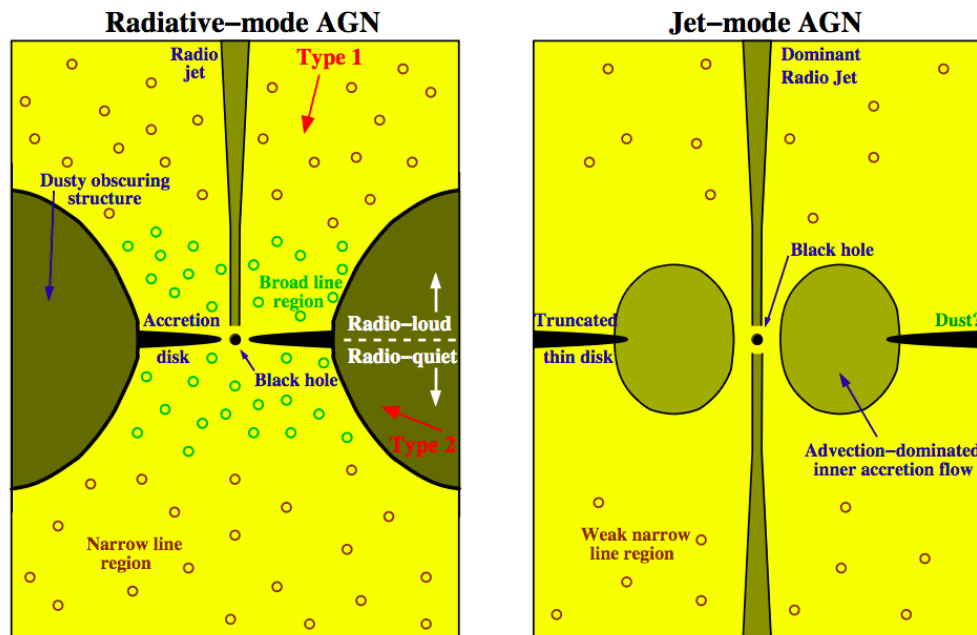 Radiative-mode AGN
Radio
jet
Type 1
Dusty obscuring
structure
Broad line
region
Accretion
disk
Radio-loud
Radio-quiet
Black hole
Type 2
Narrow line
region
Jet-mode AGN
Dominant
Radio Jet
Black hole
Truncated
thin disk
Dust?
Advection-dominated
inner accretion flow
Weak narrow
line region